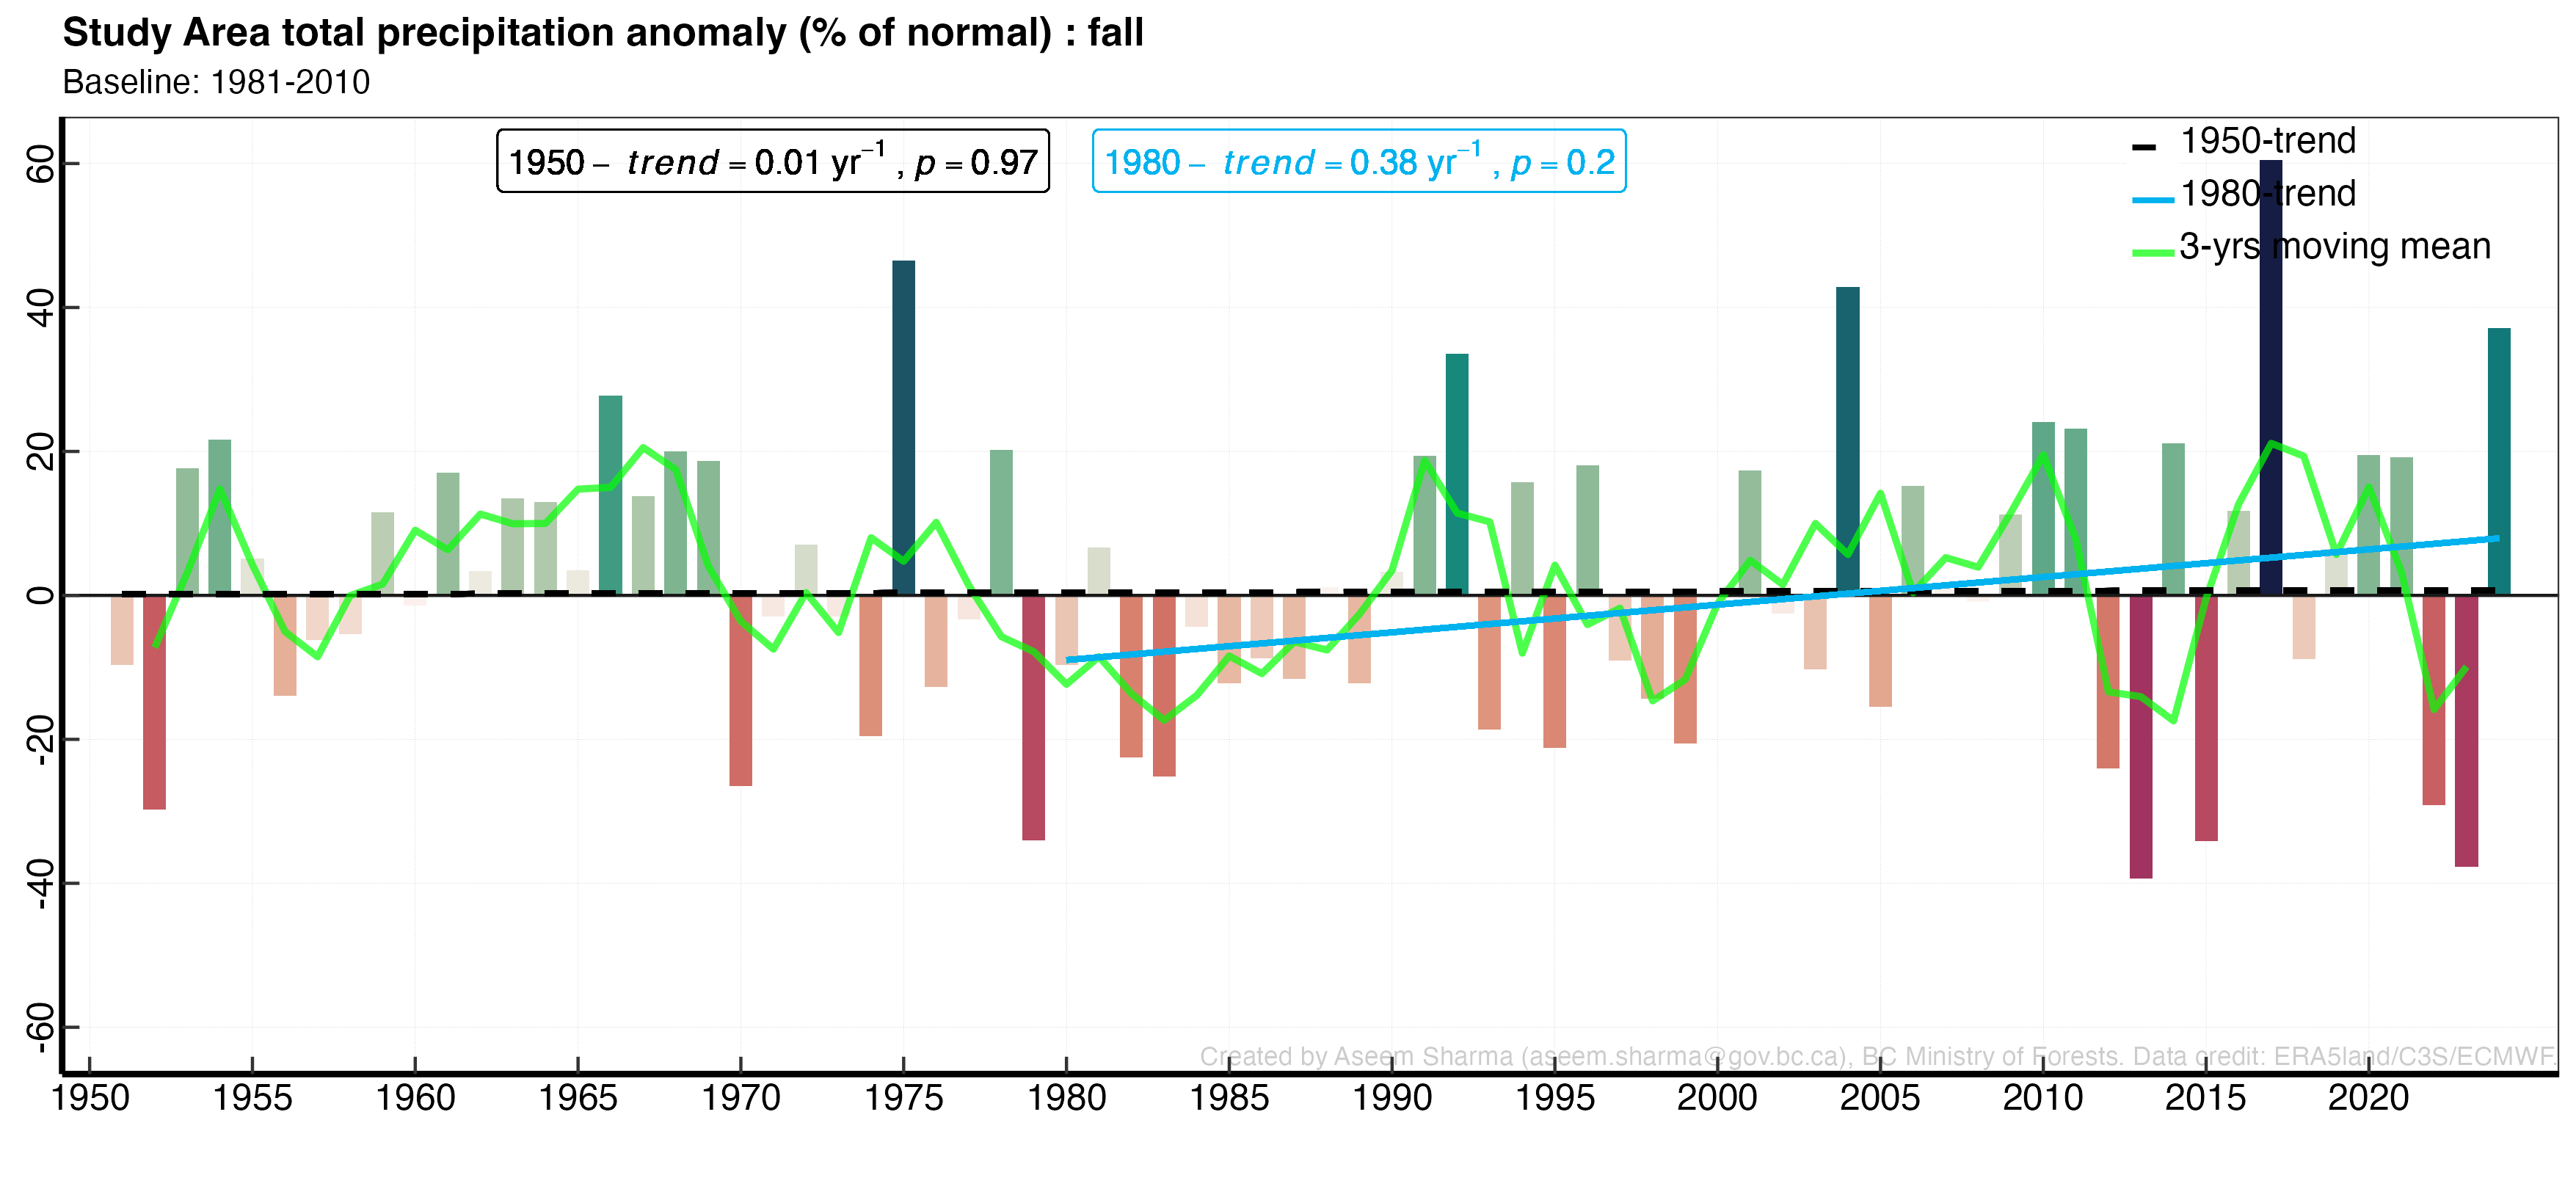 Study Area total precipitation anomaly (% of normal) : fall
Baseline: 1981-2010
1950 – trend = 0.01 yr⁻¹ , p = 0.97
1980 – trend = 0.38 yr⁻¹ , p = 0.2
1950-trend
1980-trend
3-yrs moving mean
60
40
20
0
-20
-40
-60
Created by Aseem Sharma (aseem.sharma@gov.bc.ca), BC Ministry of Forests. Data credit: ERA5land/C3S/ECMWF.
1950 1955 1960 1965 1970 1975 1980 1985 1990 1995 2000 2005 2010 2015 2020